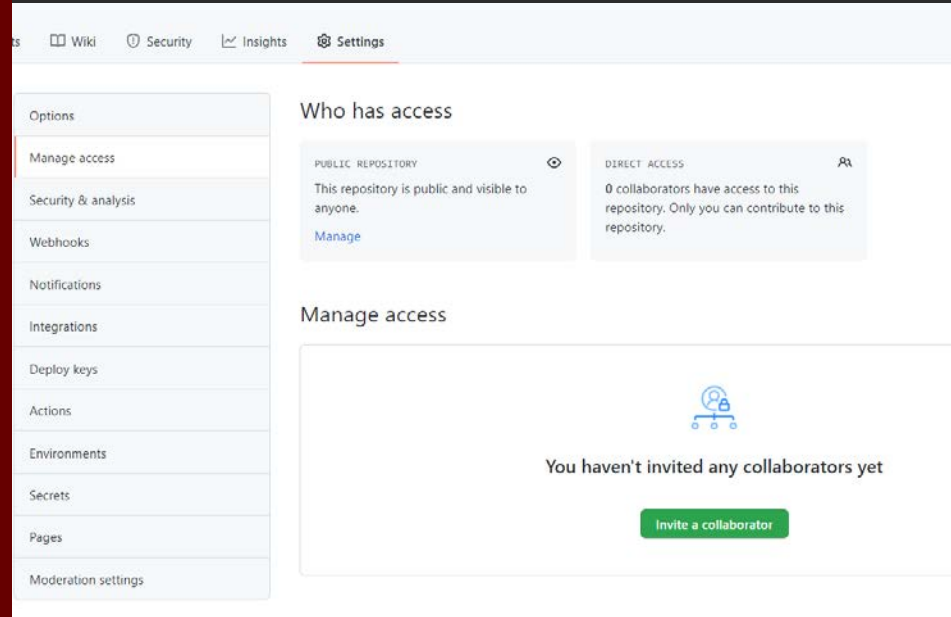 Wiki Security Insights Settings
Options
Manage access
Security & analysis
Webhooks
Notifications
Integrations
Deploy keys
Actions
Environments
Secrets
Pages
Moderation settings
Who has access
PUBLIC REPOSITORY
This repository is public and visible to
anyone.
Manage
DIRECT ACCESS
0 collaborators have access to this
repository. Only you can contribute to this
repository.
Manage access
You haven't invited any collaborators yet
Invite a collaborator